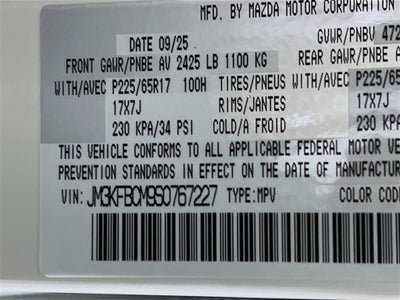 MFD. BY MAZDA MOTOR CORPORATION
DATE 09/25 GVWR/PNBV 472
FRONT GAWR/PNBE AV 2425 LB 1100 KG REAR GAWR/PNBE A
WITH/AVEC P225/65R17 100H TIRES/PNEUS P225/65
17X7J RIMS/JANTES 17X7J
230 KPA/34 PSI COLD/A FROID 230 KPA
THIS VEHICLE CONFORMS TO ALL APPLICABLE FEDERAL MOTOR VEH
PREVENTION STANDARDS IN EFFECT ON THE DATE OF MANUFACTUR
VIN: JM3KFBCM9S0767227 TYPE:MPV COLOR CODE